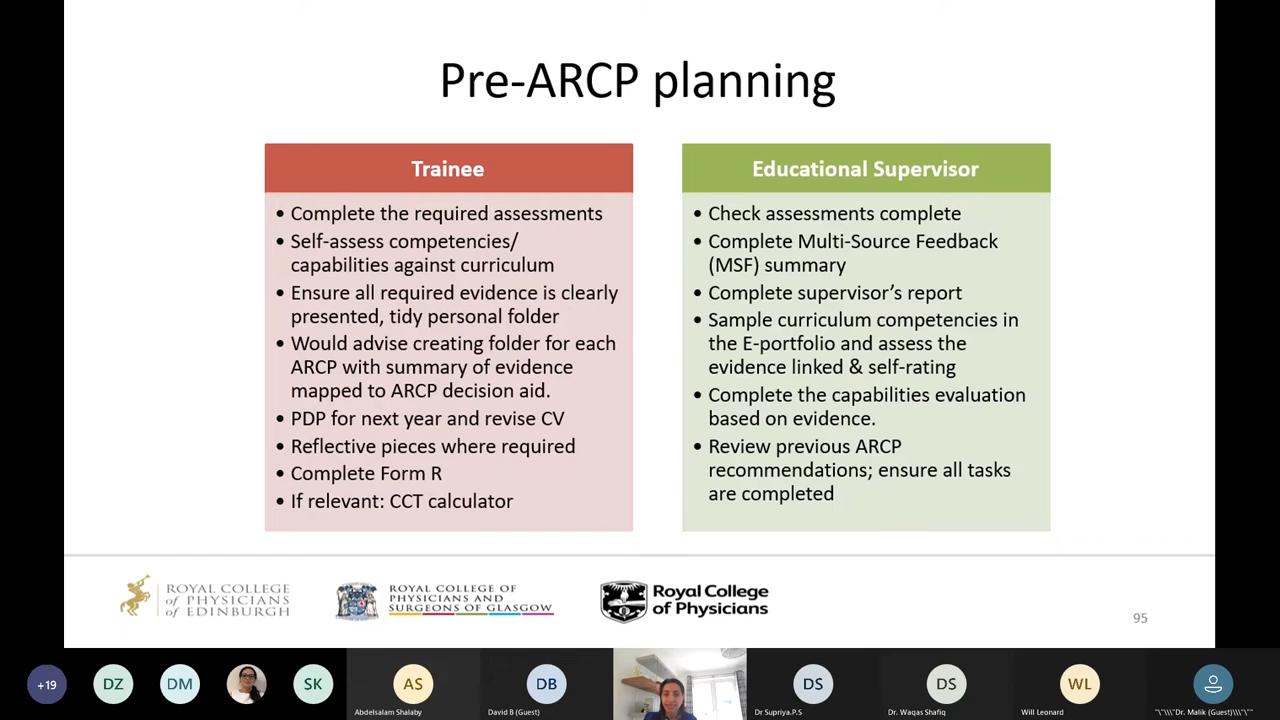 Pre-ARCP planning
Trainee
• Complete the required assessments
• Self-assess competencies/
capabilities against curriculum
• Ensure all required evidence is clearly
presented, tidy personal folder
• Would advise creating folder for each
ARCP with summary of evidence
mapped to ARCP decision aid.
• PDP for next year and revise CV
• Reflective pieces where required
• Complete Form R
• If relevant: CCT calculator
Educational Supervisor
• Check assessments complete
• Complete Multi-Source Feedback
(MSF) summary
• Complete supervisor’s report
• Sample curriculum competencies in
the E-portfolio and assess the
evidence linked & self-rating
• Complete the capabilities evaluation
based on evidence.
• Review previous ARCP
recommendations; ensure all tasks
are completed
ROYAL COLLEGE
of PHYSICIANS
of EDINBURGH
ROYAL COLLEGE OF
PHYSICIANS AND
SURGEONS OF GLASGOW
Royal College
of Physicians
95
+19
DZ
DM
SK
AS
Abdelsalam Shalaby
DB
David B (Guest)
DS
Dr Supriya.P.S
DS
Dr. Waqas Shafiq
WL
Will Leonard
"\"\\\"Dr. Malik (Guest)\\\"\""